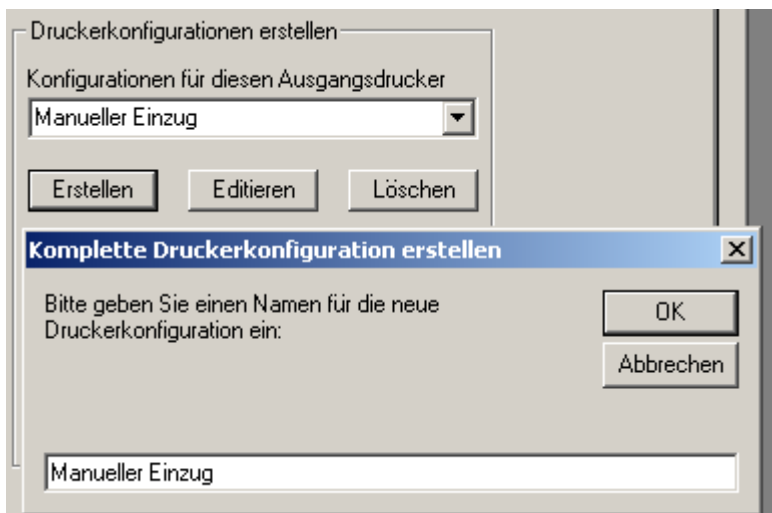 Druckerkonfigurationen erstellen
Konfigurationen für diesen Ausgangsdrucker
Manueller Einzug
Erstellen Editieren Löschen
Komplette Druckerkonfiguration erstellen
Bitte geben Sie einen Namen für die neue
Druckerkonfiguration ein:
OK
Abbrechen
Manueller Einzug